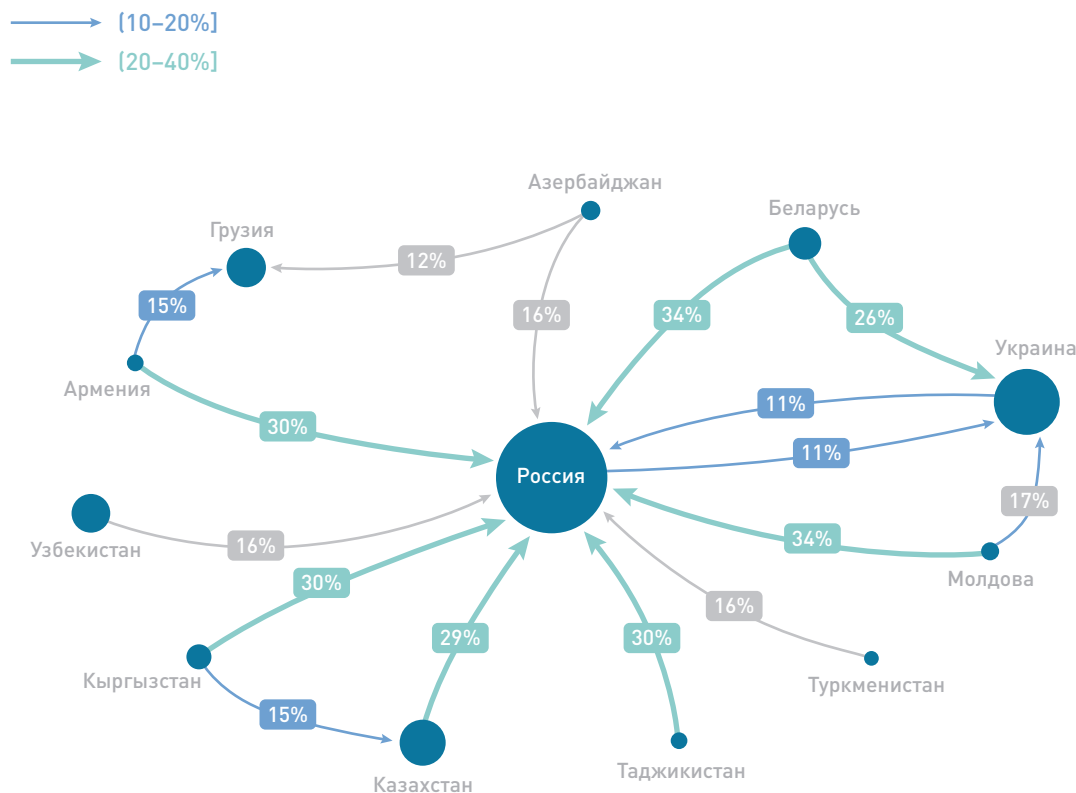 (10–20%]
(20–40%]
Азербайджан
Беларусь
Грузия
12%
15%
16%
34%
26%
Украина
Армения
11%
30%
11%
Россия
17%
Узбекистан
16%
34%
Молдова
30%
16%
29%
30%
Кыргызстан
Туркменистан
15%
Таджикистан
Казахстан